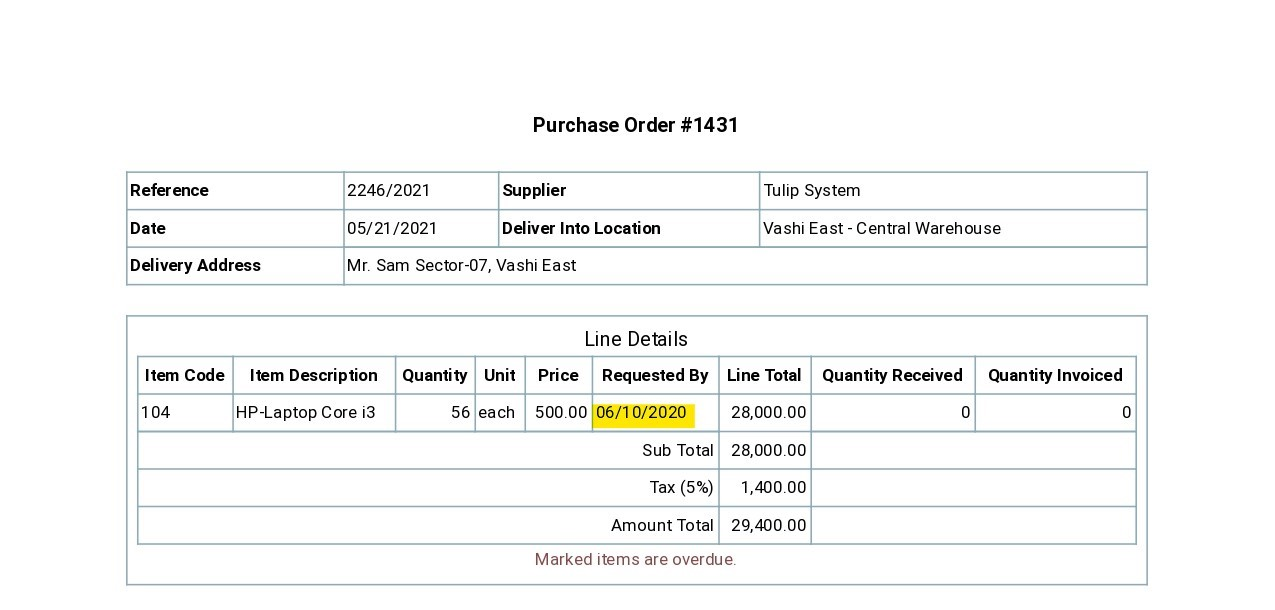 Purchase Order #1431
Reference 2246/2021 Supplier Tulip System
Date 05/21/2021 Deliver Into Location Vashi East - Central Warehouse
Delivery Address Mr. Sam Sector-07, Vashi East
Line Details
Item Code Item Description Quantity Unit Price Requested By Line Total Quantity Received Quantity Invoiced
104 HP-Laptop Core i3 56 each 500.00 06/10/2020 28,000.00 0 0
Sub Total 28,000.00
Tax (5%) 1,400.00
Amount Total 29,400.00
Marked items are overdue.